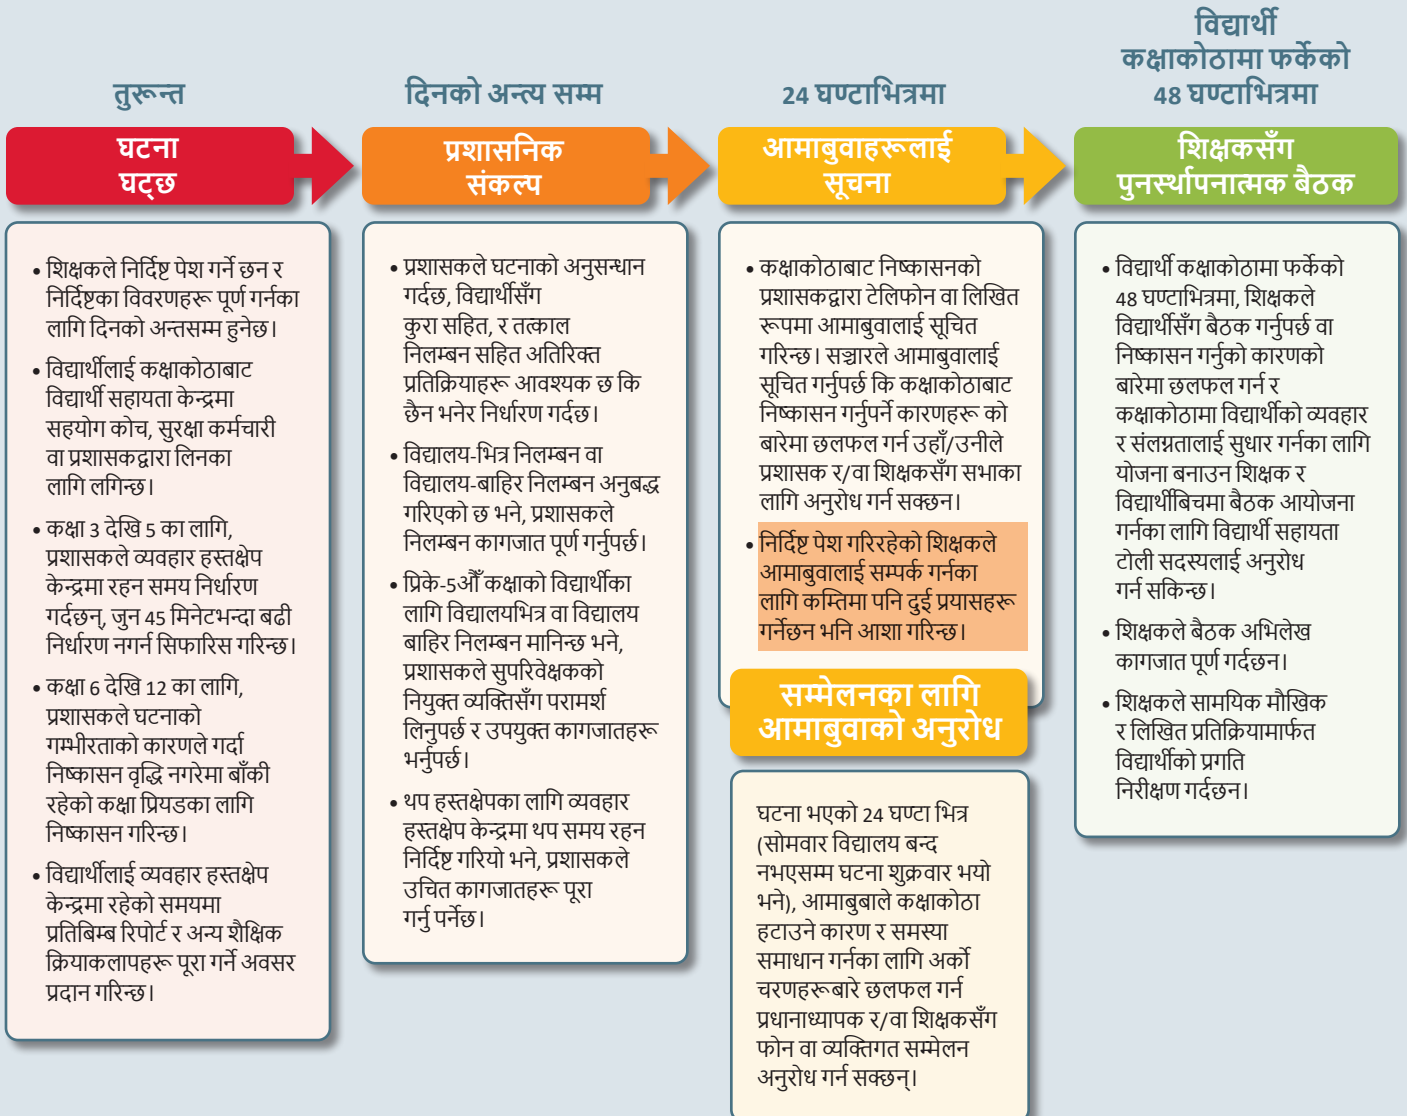 तुरून्त
घटना
घट्छ
• शिक्षकले निर्दिष्ट पेश गर्ने छन र
निर्दिष्टका विवरणहरू पूर्ण गर्नका
लागि दिनको अन्तसम्म हुनेछ।
• विद्यार्थीलाई कक्षाकोठाबाट
विद्यार्थी सहायता केन्द्रमा
सहयोग कोच, सुरक्षा कर्मचारी
वा प्रशासकद्वारा लिनका
लागि लगिन्छ।
• कक्षा 3 देखि 5 का लागि,
प्रशासकले व्यवहार हस्तक्षेप
केन्द्रमा रहन समय निर्धारण
गर्दछन्, जुन 45 मिनेटभन्दा बढी
निर्धारण नगर्न सिफारिस गरिन्छ।
• कक्षा 6 देखि 12 का लागि,
प्रशासकले घटनाको
गम्भीरताको कारणले गर्दा
निष्कासन वृद्धि नगरेमा बाँकी
रहेको कक्षा प्रियडका लागि
निष्कासन गरिन्छ।
• विद्यार्थीलाई व्यवहार हस्तक्षेप
केन्द्रमा रहेको समयमा
प्रतिबिम्ब रिपोर्ट र अन्य शैक्षिक
क्रियाकलापहरू पूरा गर्ने अवसर
प्रदान गरिन्छ।
दिनको अन्त्य सम्म
प्रशासनिक
संकल्प
• प्रशासकले घटनाको अनुसन्धान
गर्दछ, विद्यार्थीसँग
कुरा सहित, र तत्काल
निलम्बन सहित अतिरिक्त
प्रतिक्रियाहरू आवश्यक छ कि
छैन भनेर निर्धारण गर्दछ।
• विद्यालय-भित्र निलम्बन वा
विद्यालय-बाहिर निलम्बन अनुबद्ध
गरिएको छ भने, प्रशासकले
निलम्बन कागजात पूर्ण गर्नुपर्छ।
• प्रिके-5औँ कक्षाको विद्यार्थीका
लागि विद्यालयभित्र वा विद्यालय
बाहिर निलम्बन मानिन्छ भने,
प्रशासकले सुपरिवेक्षकको
नियुक्त व्यक्तिसँग परामर्श
लिनुपर्छ र उपयुक्त कागजातहरू
भर्नुपर्छ।
• थप हस्तक्षेपका लागि व्यवहार
हस्तक्षेप केन्द्रमा थप समय रहन
निर्दिष्ट गरियो भने, प्रशासकले
उचित कागजातहरू पूरा
गर्नु पर्नेछ।
24 घण्टाभित्रमा
आमाबुवाहरूलाई
सूचना
• कक्षाकोठाबाट निष्कासनको
प्रशासकद्वारा टेलिफोन वा लिखित
रूपमा आमाबुवालाई सूचित
गरिन्छ। सञ्चारले आमाबुवालाई
सूचित गर्नुपर्छ कि कक्षाकोठाबाट
निष्कासन गर्नुपर्ने कारणहरू को
बारेमा छलफल गर्न उहाँ/उनीले
प्रशासक र/वा शिक्षकसँग सभाका
लागि अनुरोध गर्न सक्छन।
• निर्दिष्ट पेश गरिरहेको शिक्षकले
आमाबुवालाई सम्पर्क गर्नका
लागि कम्तिमा पनि दुई प्रयासहरू
गर्नेछन भनि आशा गरिन्छ।
सम्मेलनका लागि
आमाबुवाको अनुरोध
घटना भएको 24 घण्टा भित्र
(सोमवार विद्यालय बन्द
नभएसम्म घटना शुक्रवार भयो
भने), आमाबुबाले कक्षाकोठा
हटाउने कारण र समस्या
समाधान गर्नका लागि अर्को
चरणहरूबारे छलफल गर्न
प्रधानाध्यापक र/वा शिक्षकसँग
फोन वा व्यक्तिगत सम्मेलन
अनुरोध गर्न सक्छन्।
विद्यार्थी
कक्षाकोठामा फर्केको
48 घण्टाभित्रमा
शिक्षकसँग
पुनर्स्थापनात्मक बैठक
• विद्यार्थी कक्षाकोठामा फर्केको
48 घण्टाभित्रमा, शिक्षकले
विद्यार्थीसँग बैठक गर्नुपर्छ वा
निष्कासन गर्नुको कारणको
बारेमा छलफल गर्न र
कक्षाकोठामा विद्यार्थीको व्यवहार
र संलग्नतालाई सुधार गर्नका लागि
योजना बनाउन शिक्षक र
विद्यार्थीबिचमा बैठक आयोजना
गर्नका लागि विद्यार्थी सहायता
टोली सदस्यलाई अनुरोध
गर्न सकिन्छ।
• शिक्षकले बैठक अभिलेख
कागजात पूर्ण गर्दछन।
• शिक्षकले सामयिक मौखिक
र लिखित प्रतिक्रियामार्फत
विद्यार्थीको प्रगति
निरीक्षण गर्दछन।